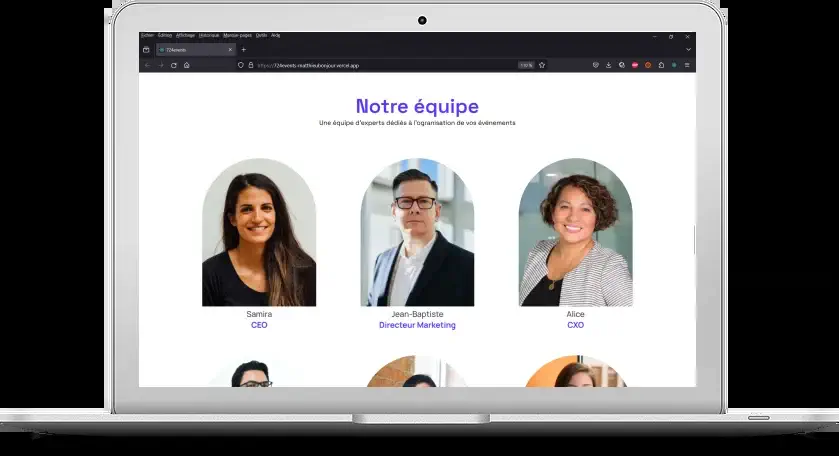 Fichier Édition Affichage Historique Marque-pages Outils Aide
724events
https://724events-matthieubonjour.vercel.app
Notre équipe
Une équipe d'experts dédiés à l'ogranisation de vos événements
Samira
Jean-Baptiste
Alice
CEO
Directeur Marketing
CXO